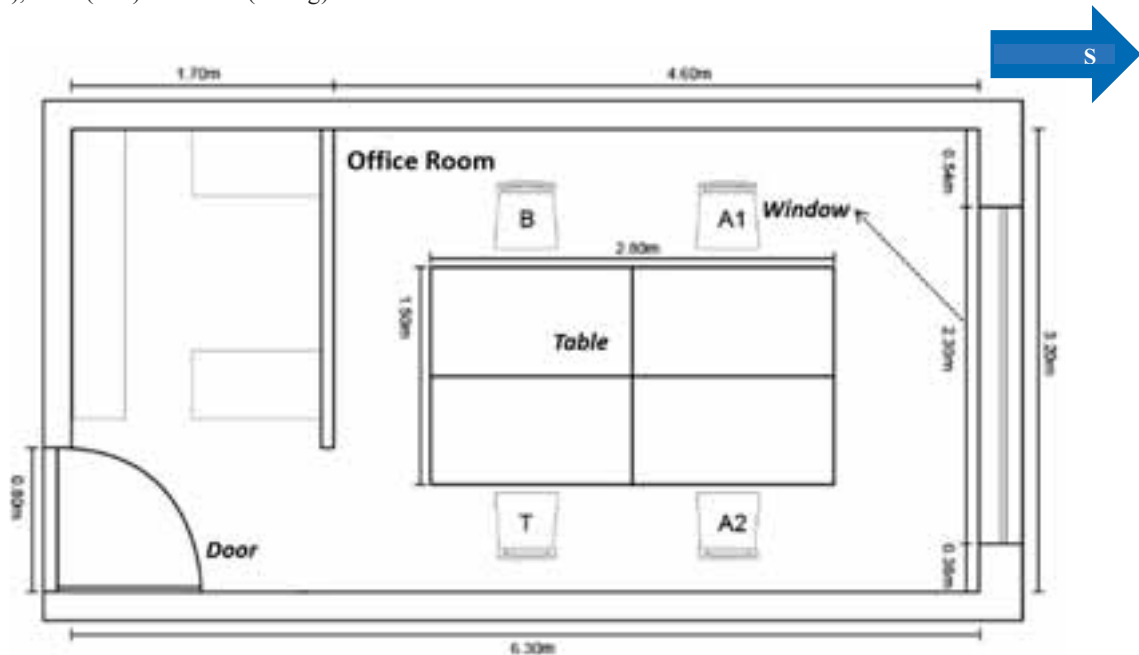 S
1.70m
4.60m
Office Room
0.54m
B
A1
Window
2.80m
1.50m
Table
2.30m
3.20m
0.80m
T
A2
Door
0.36m
6.30m